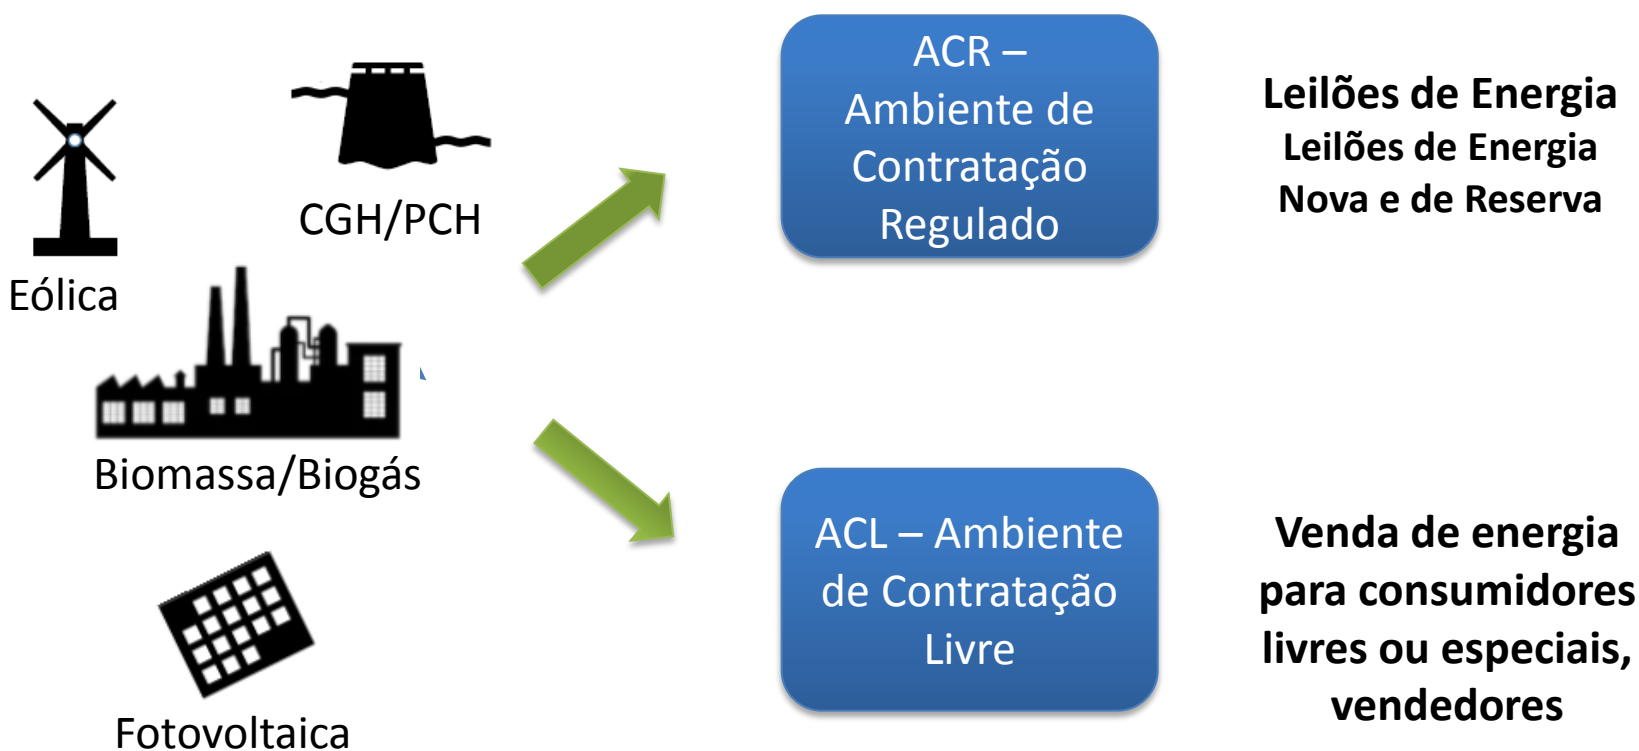 Eólica
CGH/PCH
Biomassa/Biogás
Fotovoltaica
ACR –
Ambiente de
Contratação
Regulado
Leilões de Energia
Leilões de Energia
Nova e de Reserva
ACL – Ambiente
de Contratação
Livre
Venda de energia
para consumidores
livres ou especiais,
vendedores